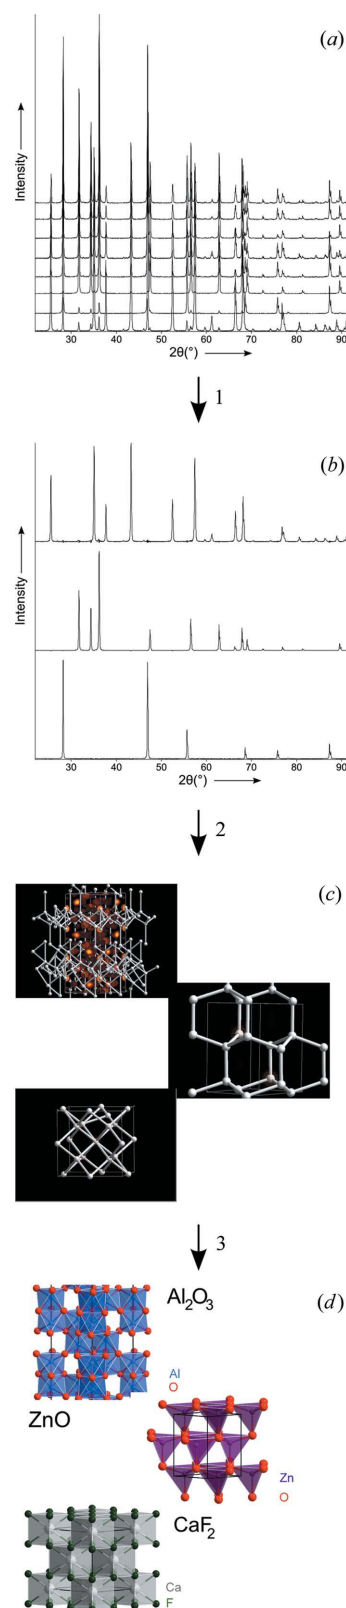 (a)
Intensity
30 40 50 60 70 80 90
2θ(°)
1
(b)
Intensity
30 40 50 60 70 80 90
2θ(°)
2
(c)
3
Al₂O₃
(d)
Al
O
ZnO
Zn
O
CaF₂
Ca
F